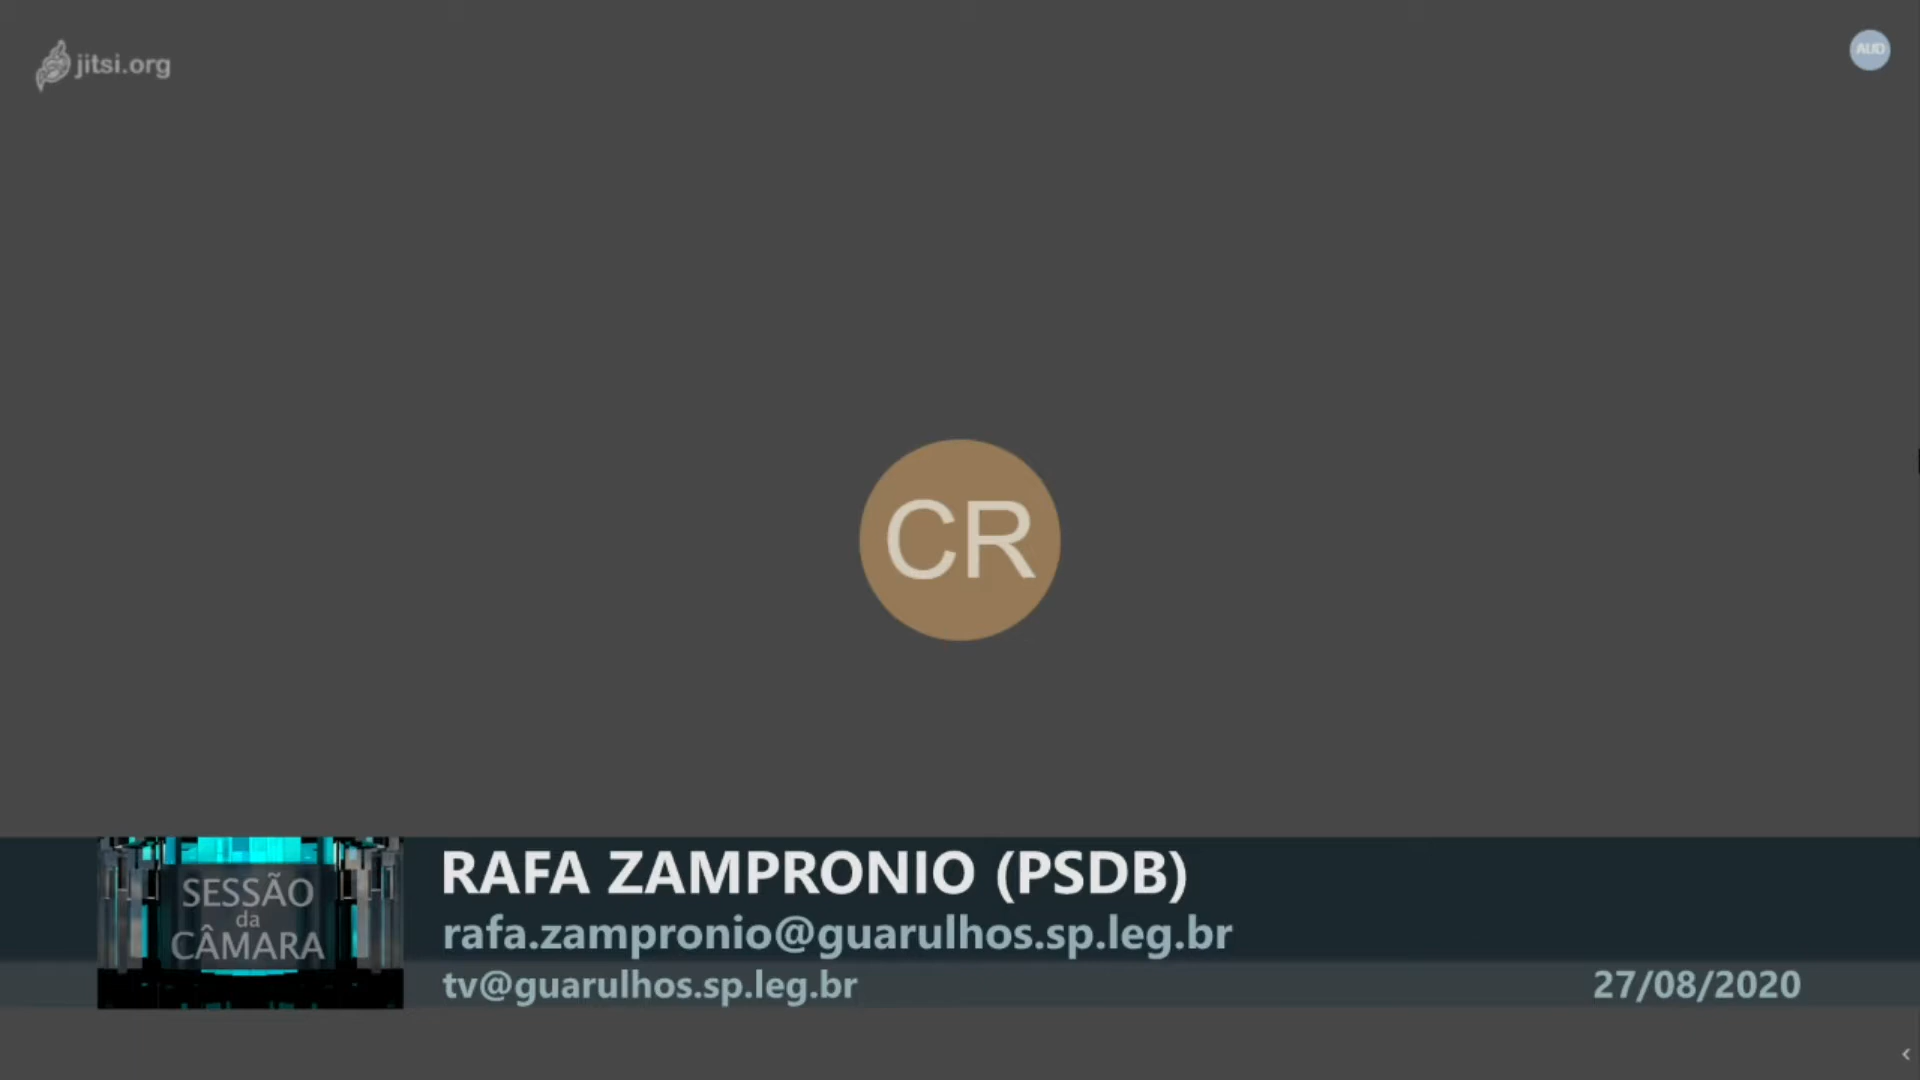 jitsi.org
AUD
CR
SESSÃO
da
CÂMARA
RAFA ZAMPRONIO (PSDB)
rafa.zampronio@guarulhos.sp.leg.br
tv@guarulhos.sp.leg.br
27/08/2020